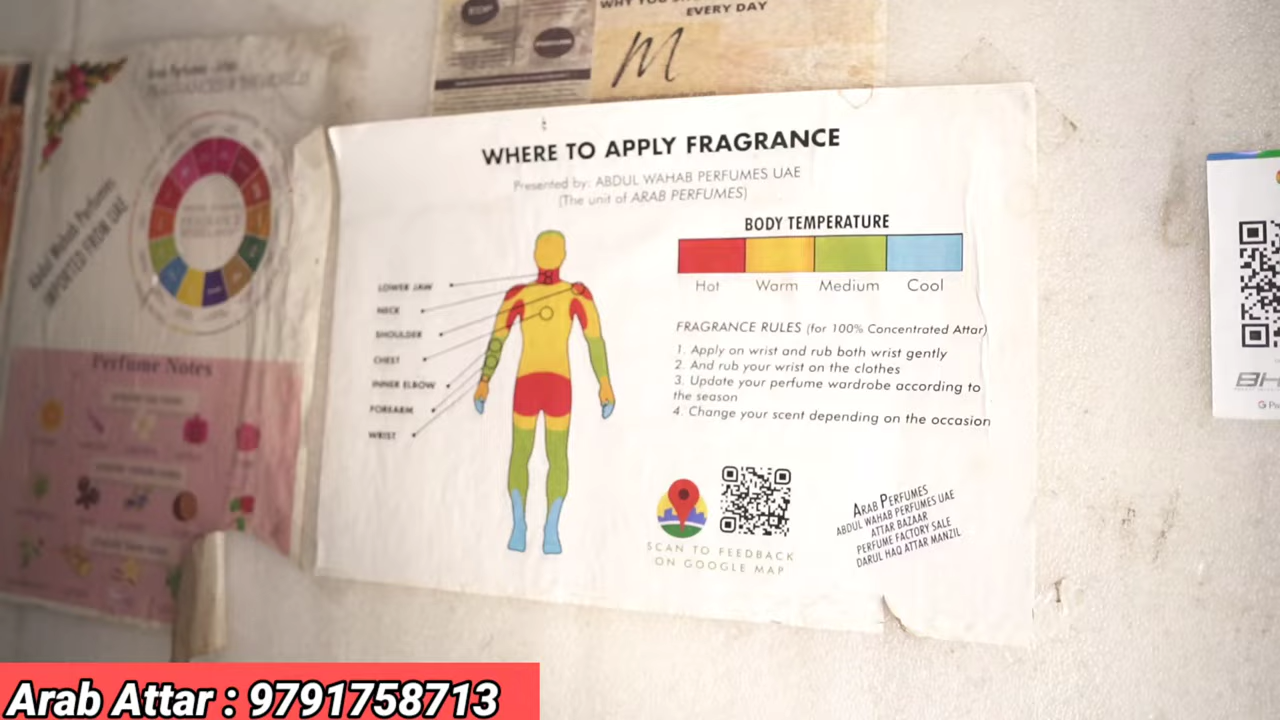 EVERY DAY
m
Abdul Wahab Perfumes
IMPORTED FROM UAE
Perfume Notes
WHERE TO APPLY FRAGRANCE
Presented by: ABDUL WAHAB PERFUMES UAE
(The unit of ARAB PERFUMES)
LOWER JAW
NECK
SHOULDER
CHEST
INNER ELBOW
FOREARM
WRIST
BODY TEMPERATURE
Hot Warm Medium Cool
FRAGRANCE RULES (for 100% Concentrated Attar)
1. Apply on wrist and rub both wrist gently
2. And rub your wrist on the clothes
3. Update your perfume wardrobe according to
the season
4. Change your scent depending on the occasion
SCAN TO FEEDBACK
ON GOOGLE MAP
ARAB PERFUMES
ABDUL WAHAB PERFUMES UAE
ATTAR BAZAAR
PERFUME FACTORY SALE
DARUL HAQ ATTAR MANZIL
Arab Attar : 9791758713